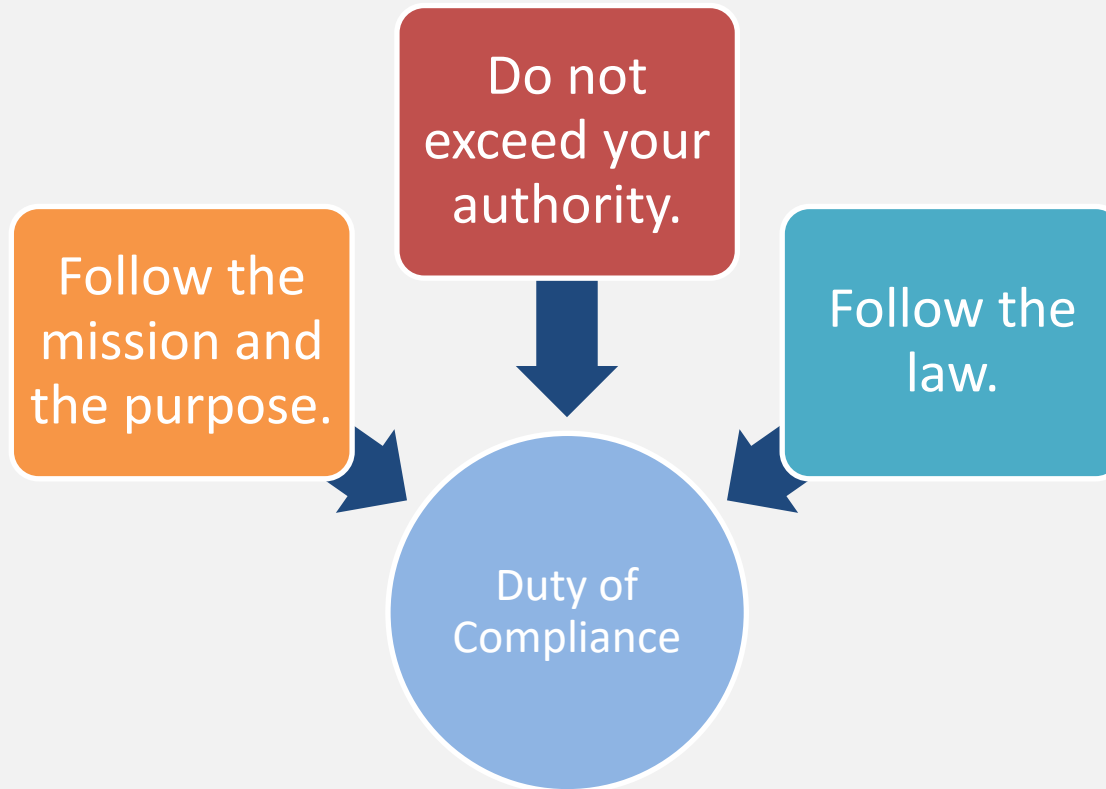 Do not
exceed your
authority.
Follow the
mission and
the purpose.
Follow the
law.
Duty of
Compliance